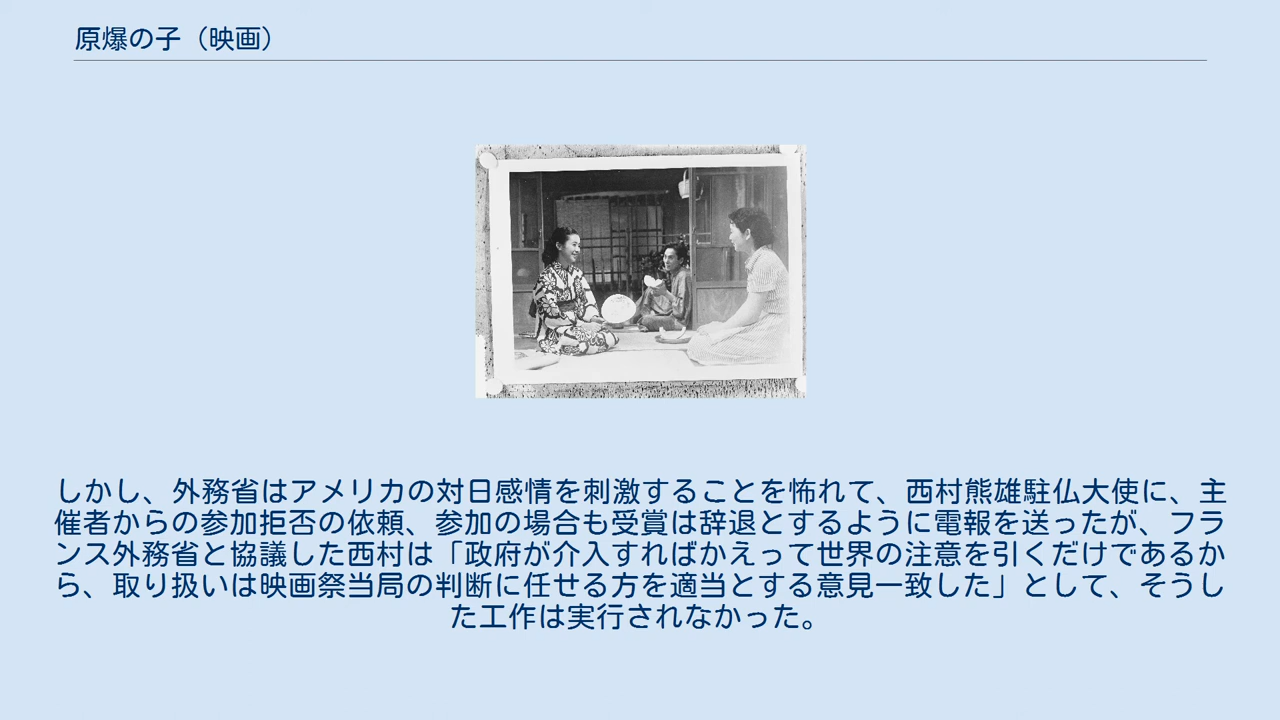 原爆の子（映画）
しかし、外務省はアメリカの対日感情を刺激することを怖れて、西村熊雄駐仏大使に、主
催者からの参加拒否の依頼、参加の場合も受賞は辞退とするように電報を送ったが、フラ
ンス外務省と協議した西村は「政府が介入すればかえって世界の注意を引くだけであるか
ら、取り扱いは映画祭当局の判断に任せる方を適当とする意見一致した」として、そうし
た工作は実行されなかった。